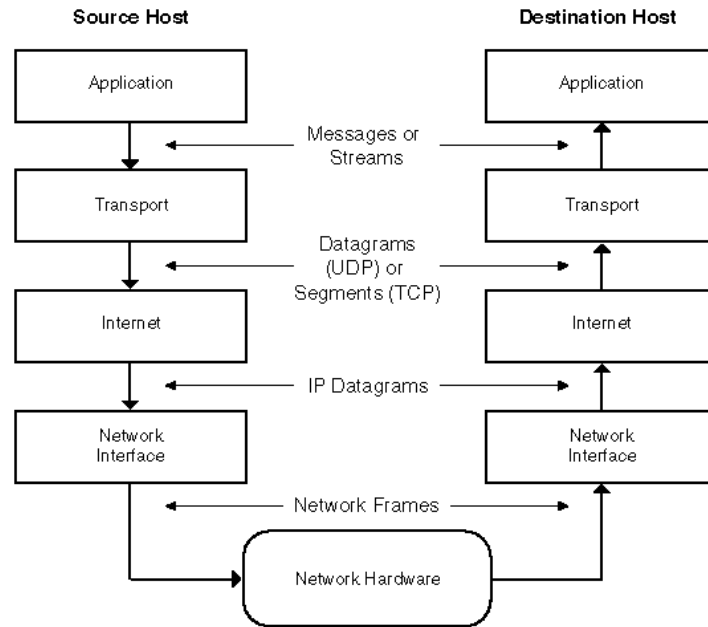 Source Host
Destination Host
Application
Application
Messages or
Streams
Transport
Transport
Datagrams
(UDP) or
Segments (TCP)
Internet
Internet
IP Datagrams
Network
Interface
Network
Interface
Network Frames
Network Hardware